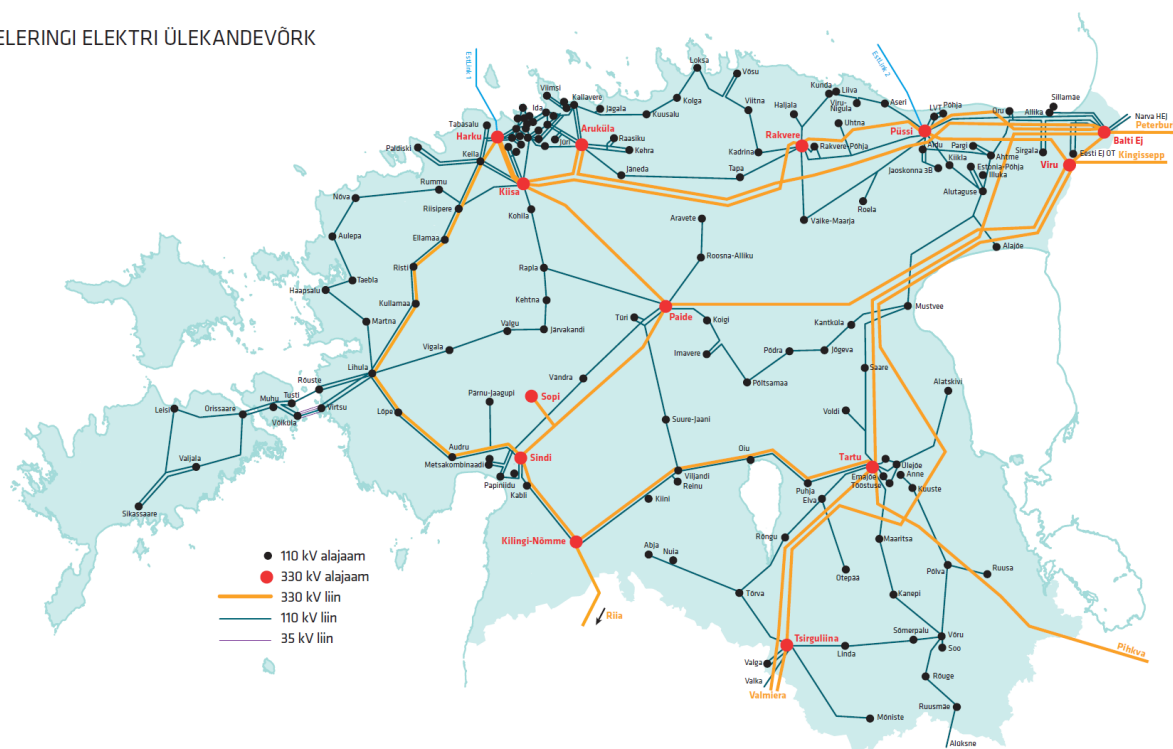 ELERINGI ELEKTRI ÜLEKANDEVÕRK
EstLink 1
EstLink 2
Loksa
Võsu
Viimsi
Kallavere
Ida
Jägala
Kolga
Kuusalu
Viitna
Haljala
Kunda
Liiva
Viru-
Nigula
Aseri
Uhtna
LVT
Põhja
Oru
Allika
Sillamäe
Narva HEJ
Peterburi
Balti EJ
Kingissepp
Tabasalu
Harku
Paldiski
Keila
Jüri
Aruküla
Raasiku
Kehra
Kadrina
Rakvere
Rakvere-Põhja
Püssi
Aidu
Pargi
Kiikla
Ahtme
Estonia-Põhja
Illuka
Sirgala
Eesti EJ OT
Viru
Jaoskonna 3B
Alutaguse
Rummu
Kiisa
Jäneda
Tapa
Nõva
Riisipere
Kohila
Aravete
Väike-Maarja
Roela
Aulepa
Ellamaa
Alajõe
Risti
Rapla
Roosna-Alliku
Haapsalu
Taebla
Kullamaa
Kehtna
Mustvee
Martna
Valgu
Järvakandi
Türi
Paide
Koigi
Kantküla
Vigala
Imavere
Põdra
Jõgeva
Lihula
Saare
Rõuste
Vändra
Põltsamaa
Alatskivi
Leisi
Orissaare
Muhu
Tusti
Virtsu
Võiküla
Pärnu-Jaagupi
Sopi
Lõpe
Voldi
Suure-Jaani
Valjala
Audru
Metsakombinaadi
Sindi
Oiu
Tartu
Ülejõe
Anne
Emajõe
Tööstuse
Papiniidu
Kabli
Viljandi
Reinu
Puhja
Elva
Kuuste
Sikassaare
Kiini
Kilingi-Nõmme
Abja
Nuia
Rõngu
Maaritsa
Otepää
Põlva
Ruusa
Tõrva
Kanepi
Riia
Sõmerpalu
Võru
Soo
Tsirguliina
Linda
Pihkva
Valga
Valka
Valmiera
Rõuge
Mõniste
Ruusmäe
Aluksne
110 kV alajaam
330 kV alajaam
330 kV liin
110 kV liin
35 kV liin